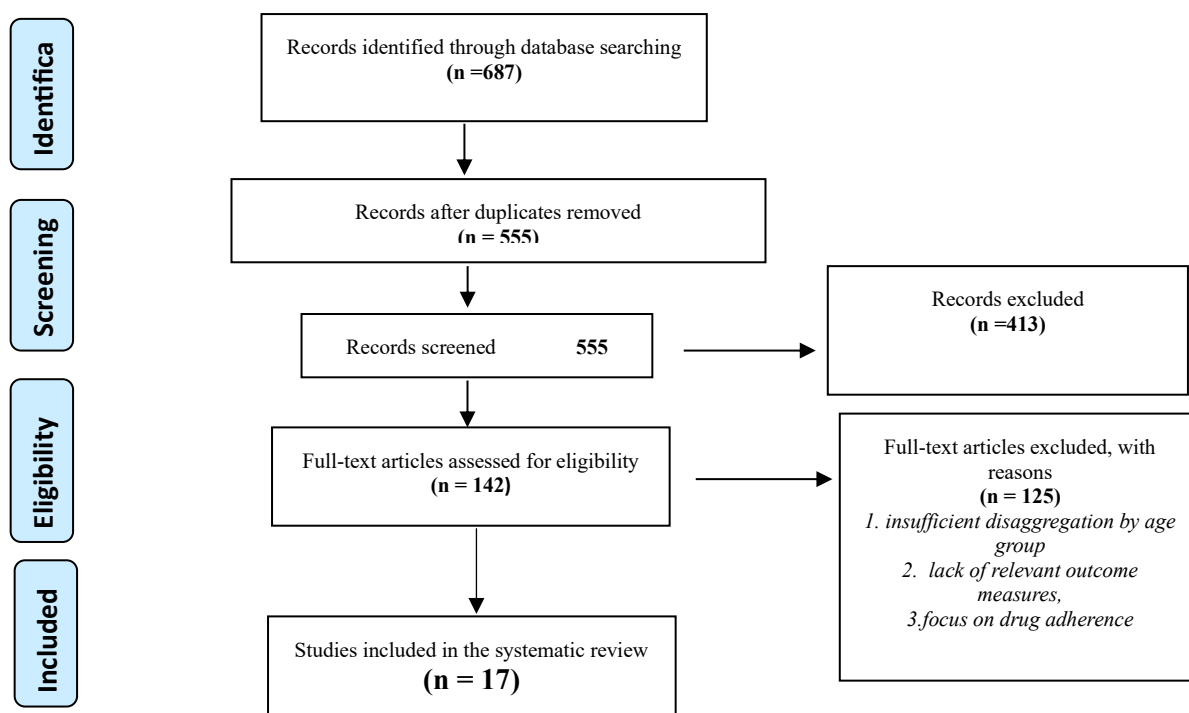 Identifica
Records identified through database searching
(n =687)
Screening
Records after duplicates removed
(n = 555)
Records screened 555
Records excluded
(n =413)
Eligibility
Full-text articles assessed for eligibility
(n = 142)
Full-text articles excluded, with
reasons
(n = 125)
1. insufficient disaggregation by age
group
2. lack of relevant outcome
measures,
3.focus on drug adherence
Included
Studies included in the systematic review
(n = 17)